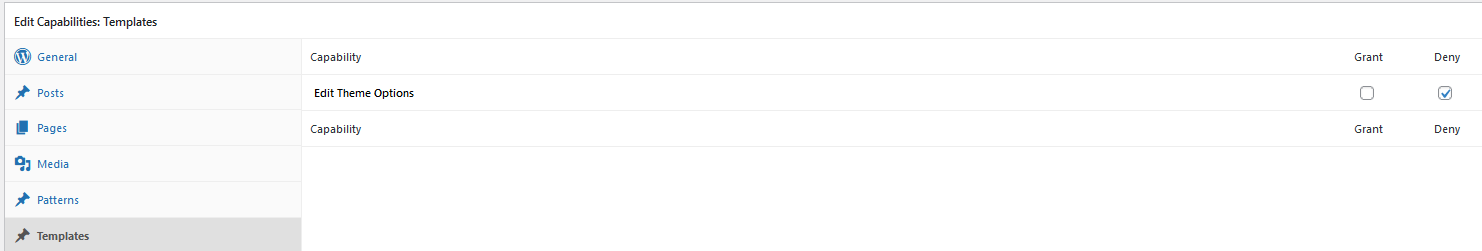 Edit Capabilities: Templates
General
Capability Grant Deny
Posts
Edit Theme Options
Pages
Capability Grant Deny
Media
Patterns
Templates